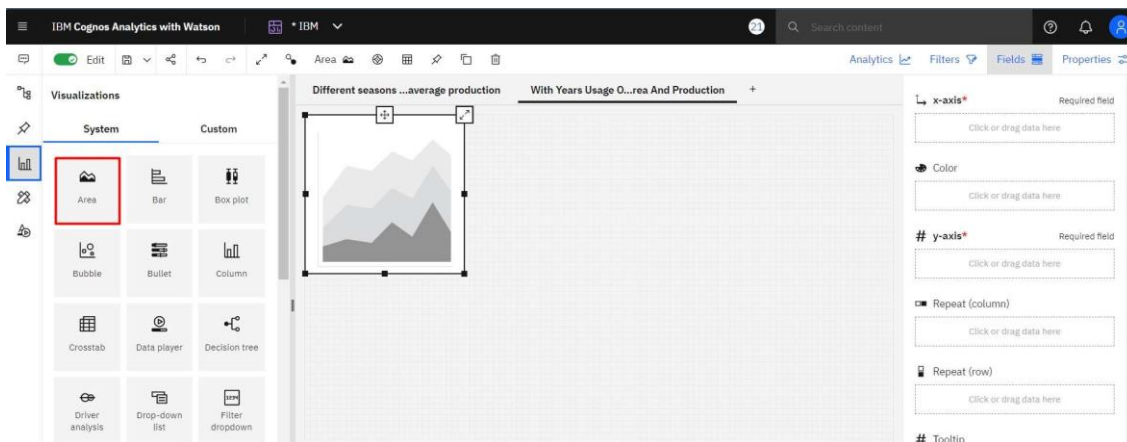 IBM Cognos Analytics with Watson
* IBM
21
Search content
Edit
Area
Analytics
Filters
Fields
Properties
Visualizations
System
Custom
Area
Bar
Box plot
Bubble
Bullet
Column
Crosstab
Data player
Decision tree
Driver
analysis
Drop-down
list
Filter
dropdown
Different seasons ...average production
With Years Usage O...rea And Production
+
x-axis*
Required field
Click or drag data here
Color
Click or drag data here
# y-axis*
Required field
Click or drag data here
Repeat (column)
Click or drag data here
Repeat (row)
Click or drag data here
# Tooltip